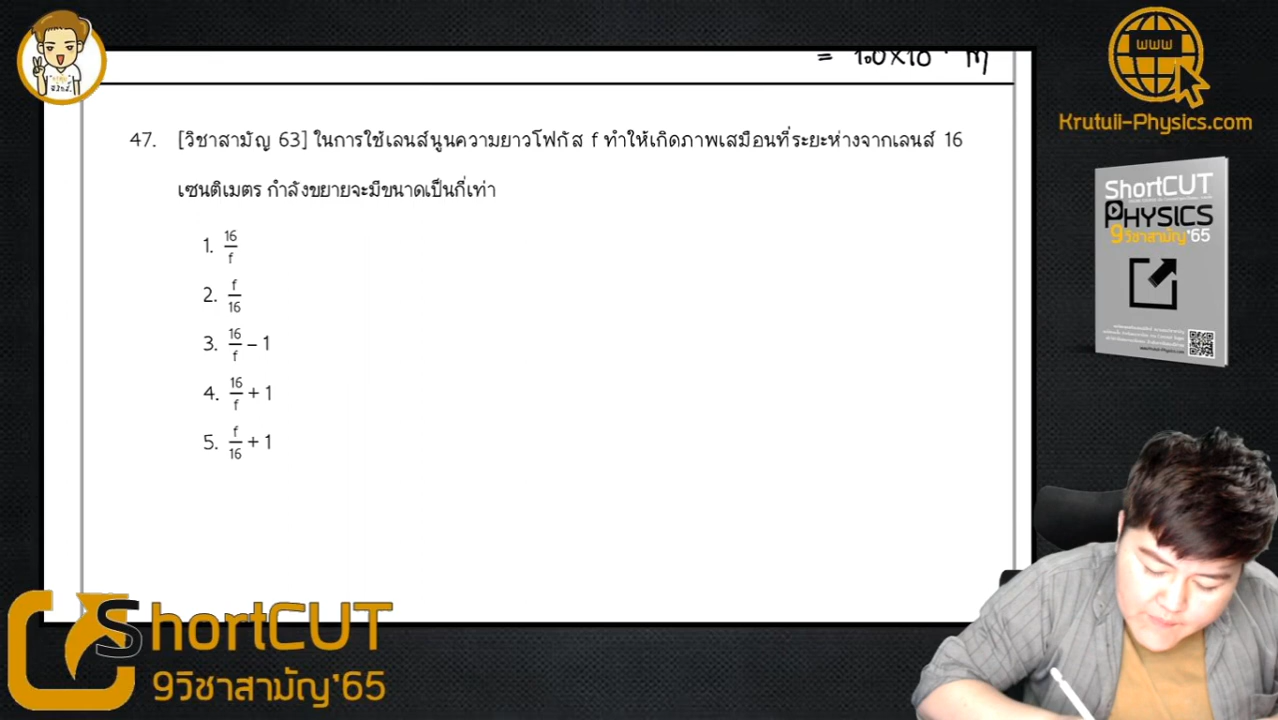 = 1.0×10 m
www
Krutuii-Physics.com
47. [วิชาสามัญ 63] ในการใช้เลนส์นูนความยาวโฟกัส f ทำให้เกิดภาพเสมือนที่ระยะห่างจากเลนส์ 16
เซนติเมตร กำลังขยายจะมีขนาดเป็นกี่เท่า
1. 16/f
2. f/16
3. 16/f – 1
4. 16/f + 1
5. f/16 + 1
ShortCUT
PHYSICS
9วิชาสามัญ'65
ShortCUT
9วิชาสามัญ'65